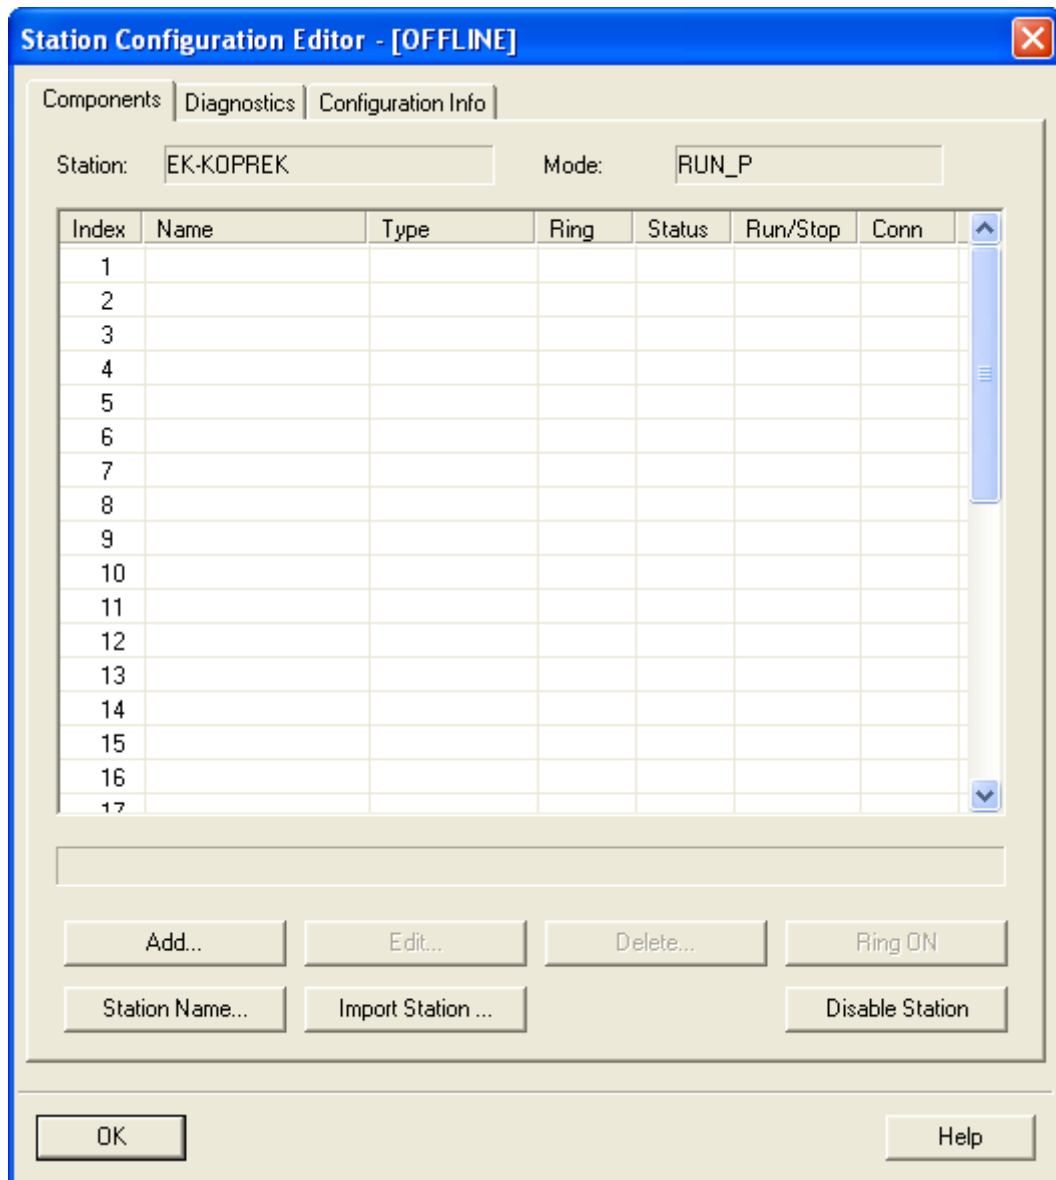 Station Configuration Editor - [OFFLINE]
Components Diagnostics Configuration Info
Station: EK-KOPREK Mode: RUN_P
Index Name Type Ring Status Run/Stop Conn
1
2
3
4
5
6
7
8
9
10
11
12
13
14
15
16
17
Add... Edit... Delete... Ring ON
Station Name... Import Station ... Disable Station
OK Help